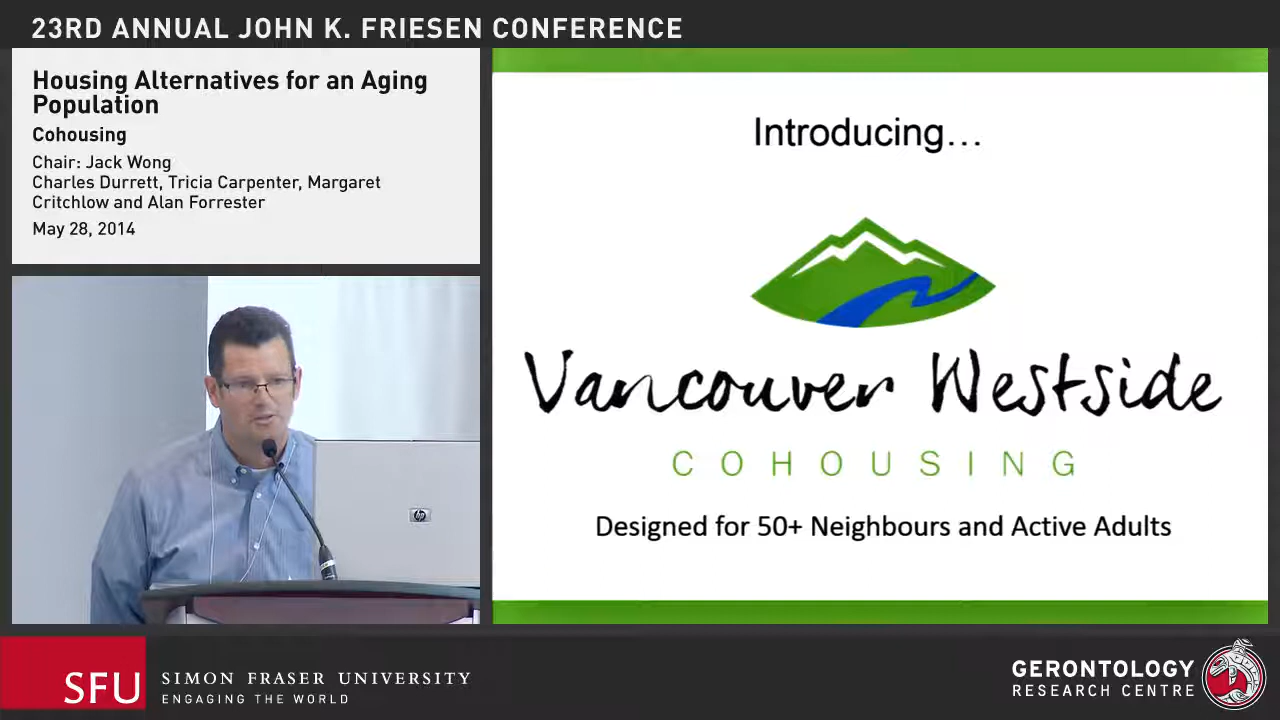 23RD ANNUAL JOHN K. FRIESEN CONFERENCE
Housing Alternatives for an Aging
Population
Cohousing
Chair: Jack Wong
Charles Durrett, Tricia Carpenter, Margaret
Critchlow and Alan Forrester
May 28, 2014
hp
Introducing…
Vancouver Westside
COHOUSING
Designed for 50+ Neighbours and Active Adults
SFU
SIMON FRASER UNIVERSITY
ENGAGING THE WORLD
GERONTOLOGY
RESEARCH CENTRE